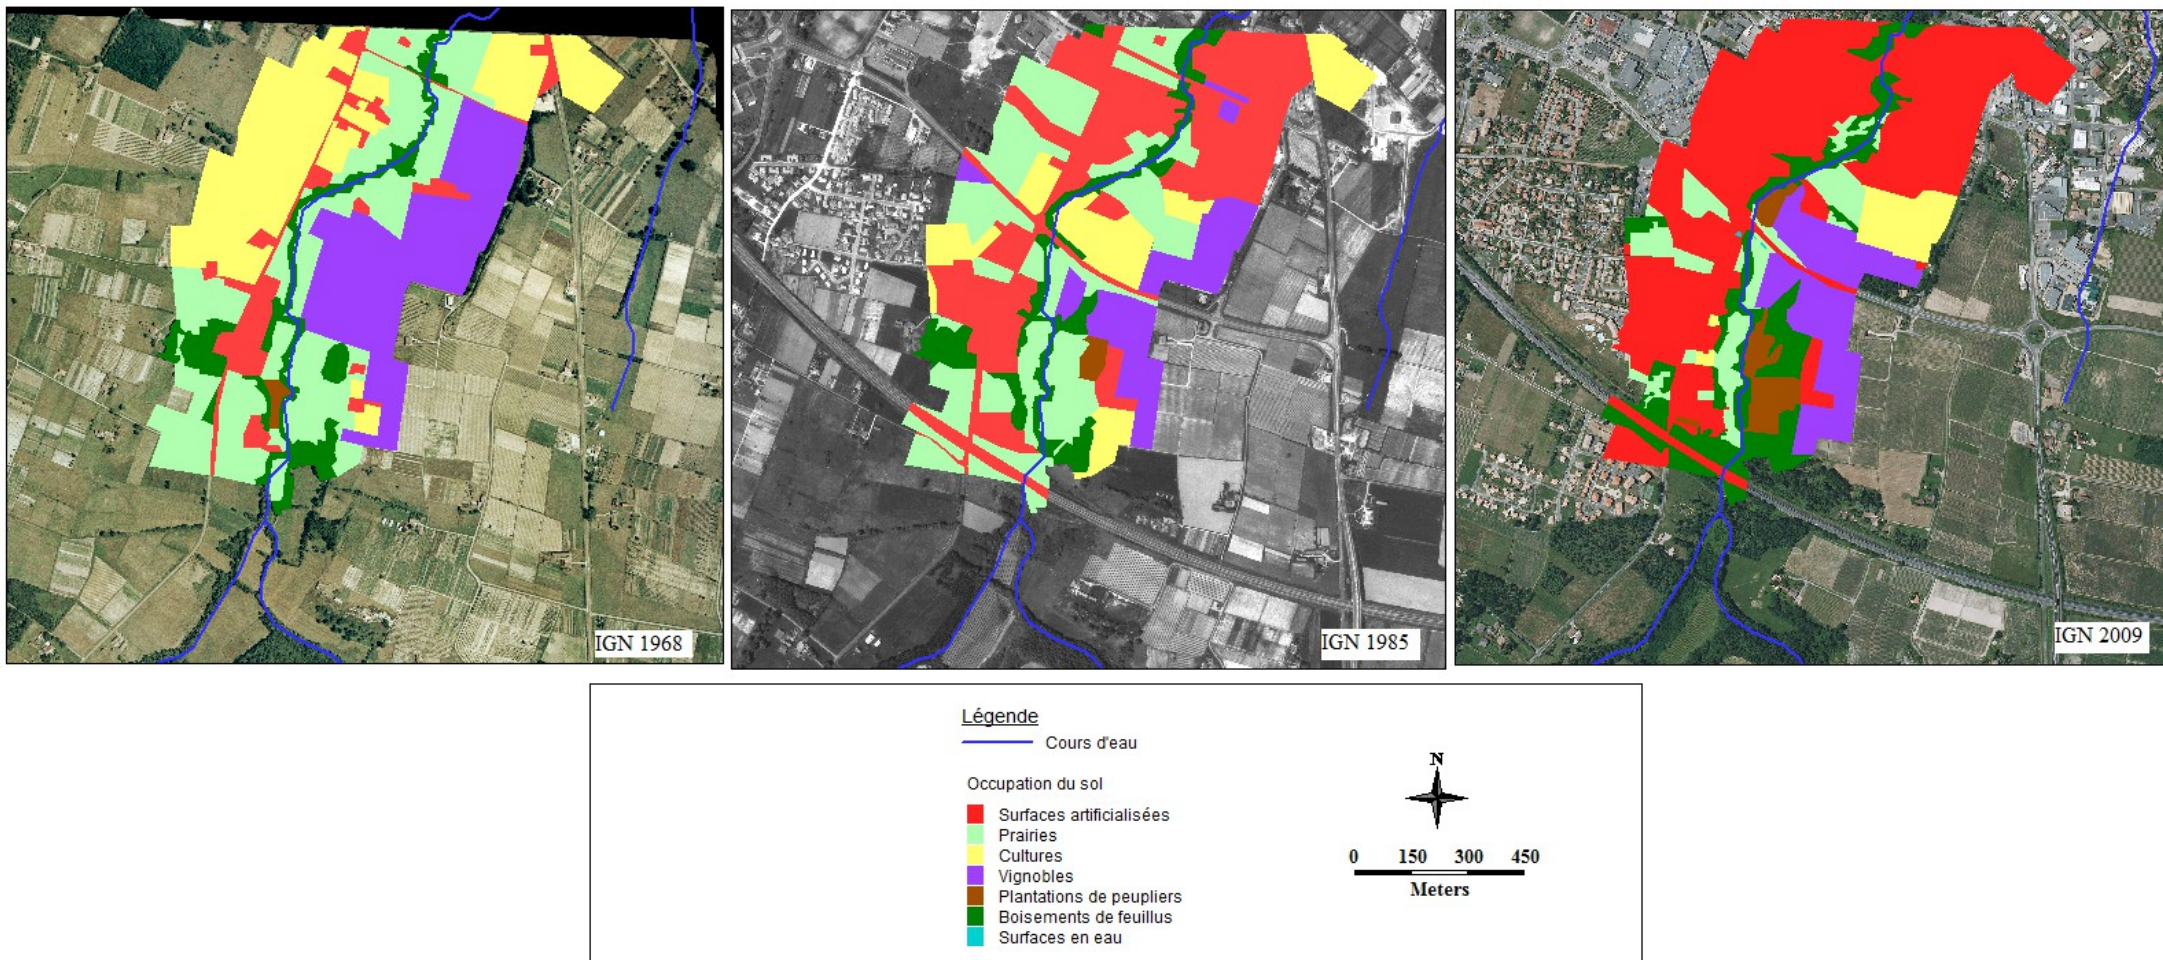 IGN 1968
IGN 1985
IGN 2009
Légende
Cours d'eau
Occupation du sol
Surfaces artificialisées
Prairies
Cultures
Vignobles
Plantations de peupliers
Boisements de feuillus
Surfaces en eau
N
0 150 300 450
Meters